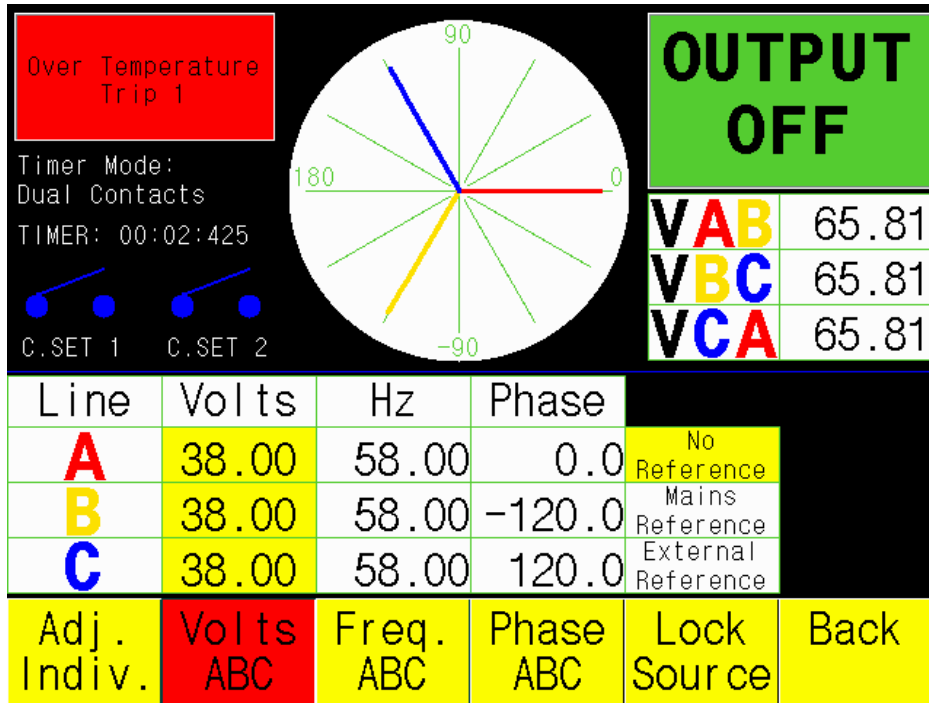 Over Temperature
Trip 1
Timer Mode:
Dual Contacts
TIMER: 00:02:425
C.SET 1 C.SET 2
90
180
0
-90
OUTPUT
OFF
VAB 65.81
VBC 65.81
VCA 65.81
Line Volts Hz Phase
A 38.00 58.00 0.0 No Reference
B 38.00 58.00 -120.0 Mains Reference
C 38.00 58.00 120.0 External Reference
Adj. Indiv.
Volts ABC
Freq. ABC
Phase ABC
Lock Source
Back